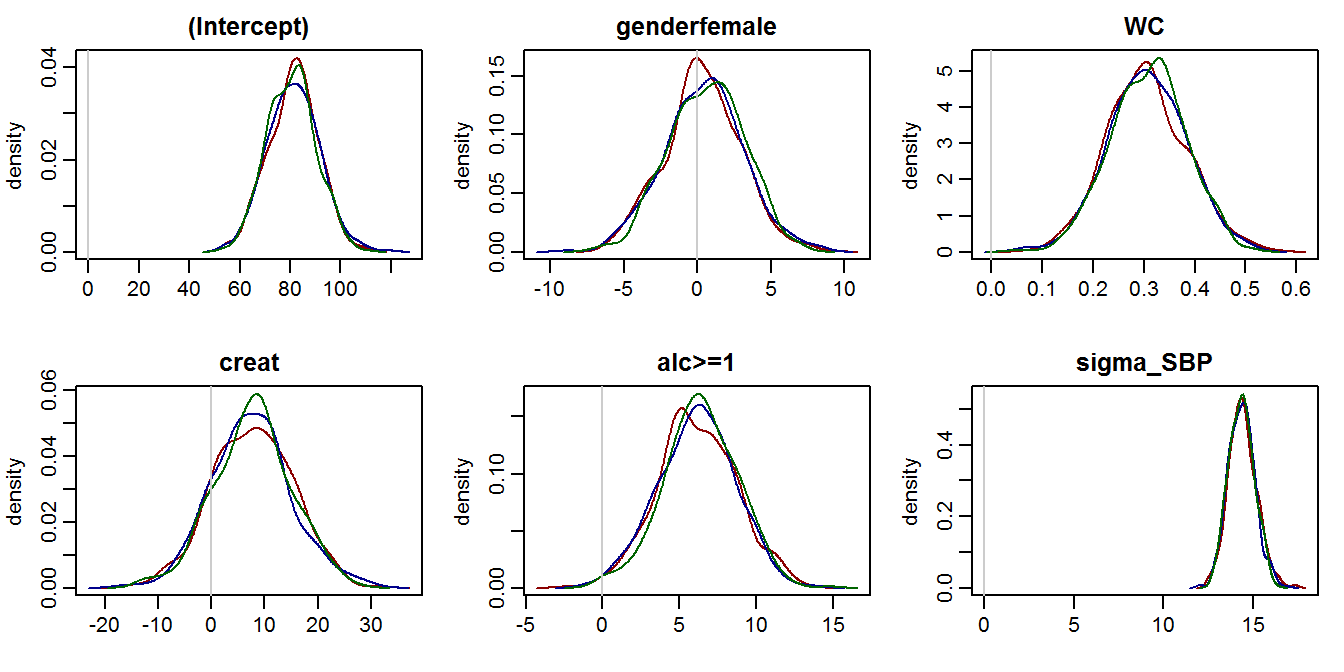 (Intercept)
density
0.00 0.02 0.04
0 20 40 60 80 100
genderfemale
density
0.00 0.05 0.10 0.15
-10 -5 0 5 10
WC
density
0 1 2 3 4 5
0.0 0.1 0.2 0.3 0.4 0.5 0.6
creat
density
0.00 0.02 0.04 0.06
-20 -10 0 10 20 30
alc>=1
density
0.00 0.10
-5 0 5 10 15
sigma_SBP
density
0.0 0.2 0.4
0 5 10 15